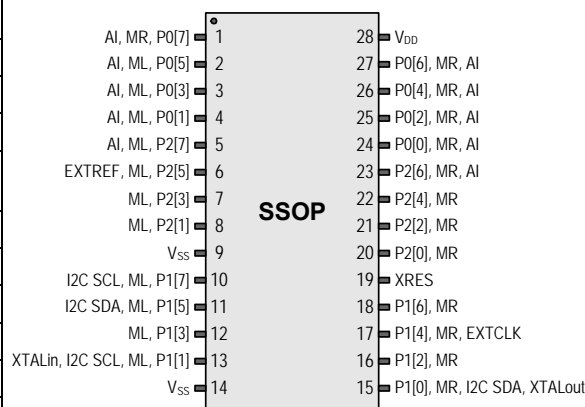 AI, MR, P0[7] 1 28 VDD
AI, ML, P0[5] 2 27 P0[6], MR, AI
AI, ML, P0[3] 3 26 P0[4], MR, AI
AI, ML, P0[1] 4 25 P0[2], MR, AI
AI, ML, P2[7] 5 24 P0[0], MR, AI
EXTREF, ML, P2[5] 6 23 P2[6], MR, AI
ML, P2[3] 7 22 P2[4], MR
SSOP
ML, P2[1] 8 21 P2[2], MR
VSS 9 20 P2[0], MR
I2C SCL, ML, P1[7] 10 19 XRES
I2C SDA, ML, P1[5] 11 18 P1[6], MR
ML, P1[3] 12 17 P1[4], MR, EXTCLK
XTALin, I2C SCL, ML, P1[1] 13 16 P1[2], MR
VSS 14 15 P1[0], MR, I2C SDA, XTALout